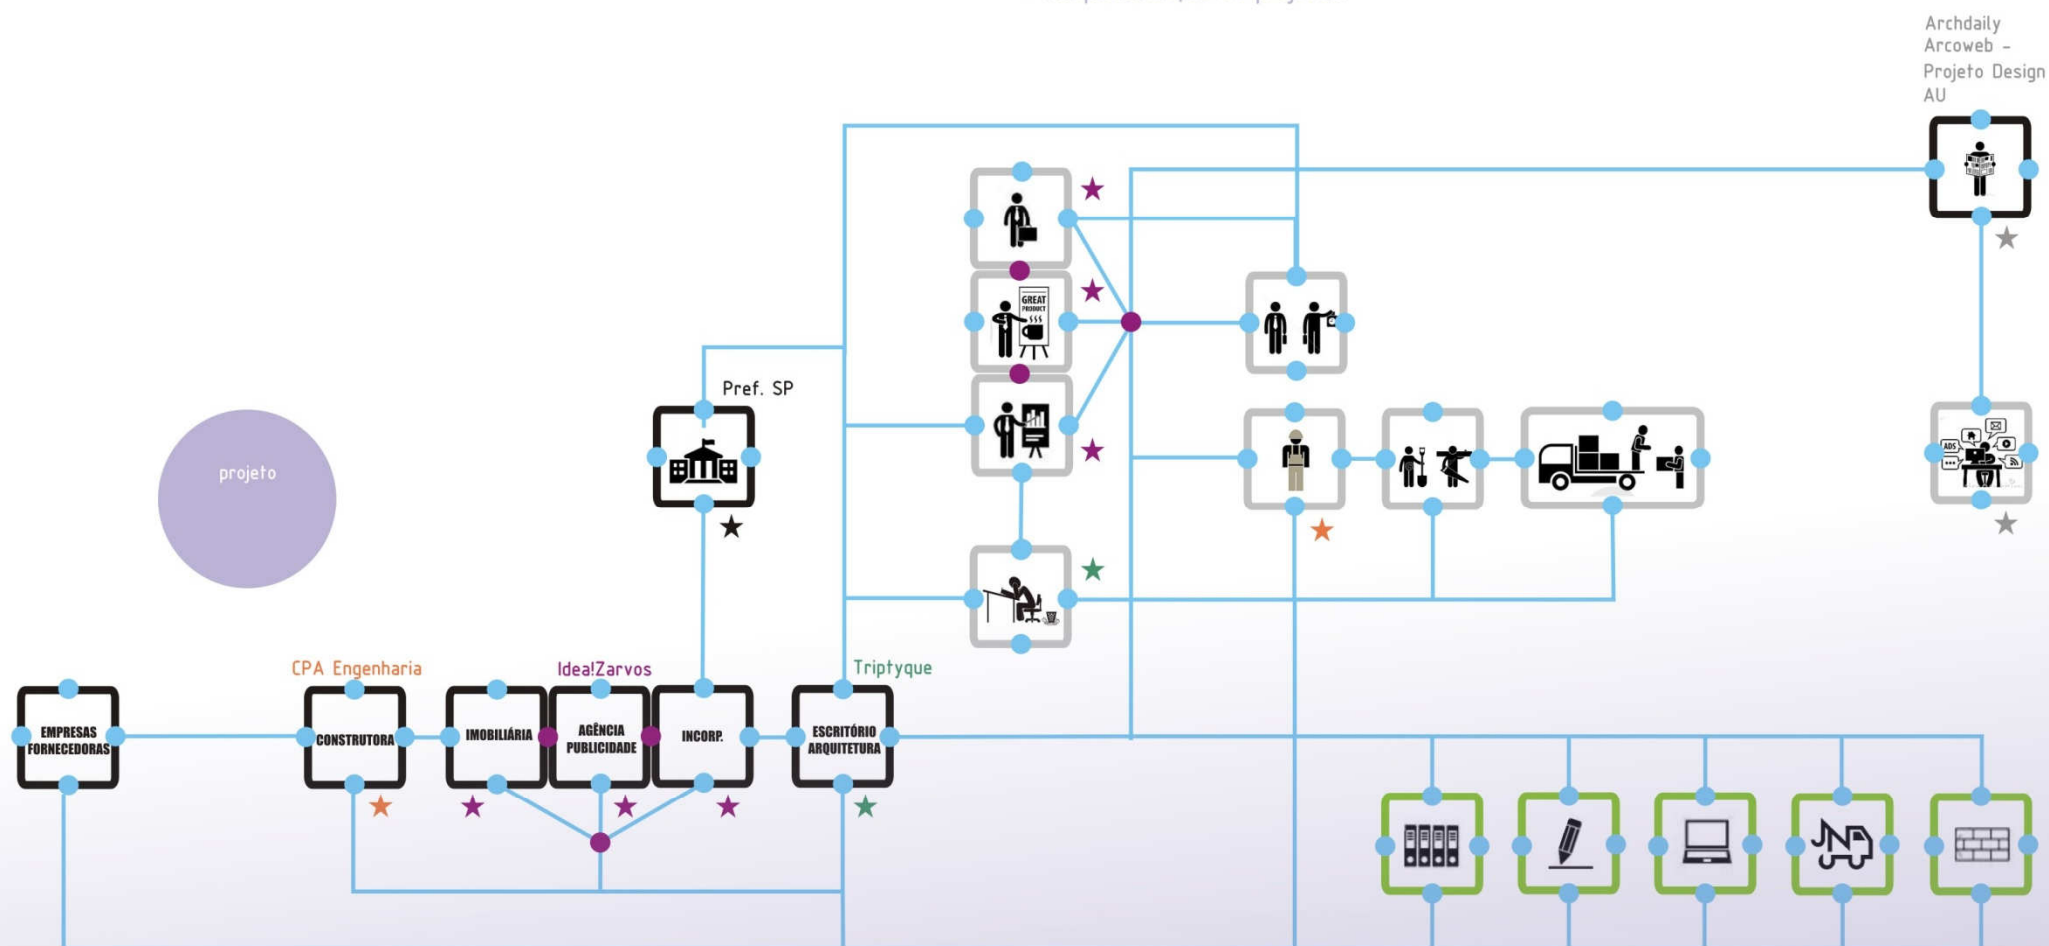 Archdaily
Arcoweb -
Projeto Design
AU
GREAT
PRODUCT
Pref. SP
projeto
ADS
CPA Engenharia
Idea!Zarvos
Triptyque
EMPRESAS
FORNECEDORAS
CONSTRUTORA
IMOBILIÁRIA
AGÊNCIA
PUBLICIDADE
INCORP.
ESCRITÓRIO
ARQUITETURA